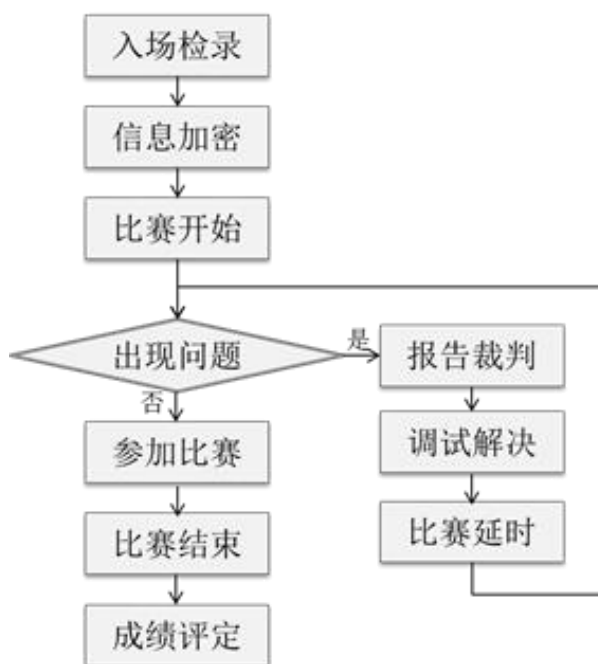 入场检录
信息加密
比赛开始
出现问题
是
报告裁判
否
参加比赛
调试解决
比赛结束
比赛延时
成绩评定